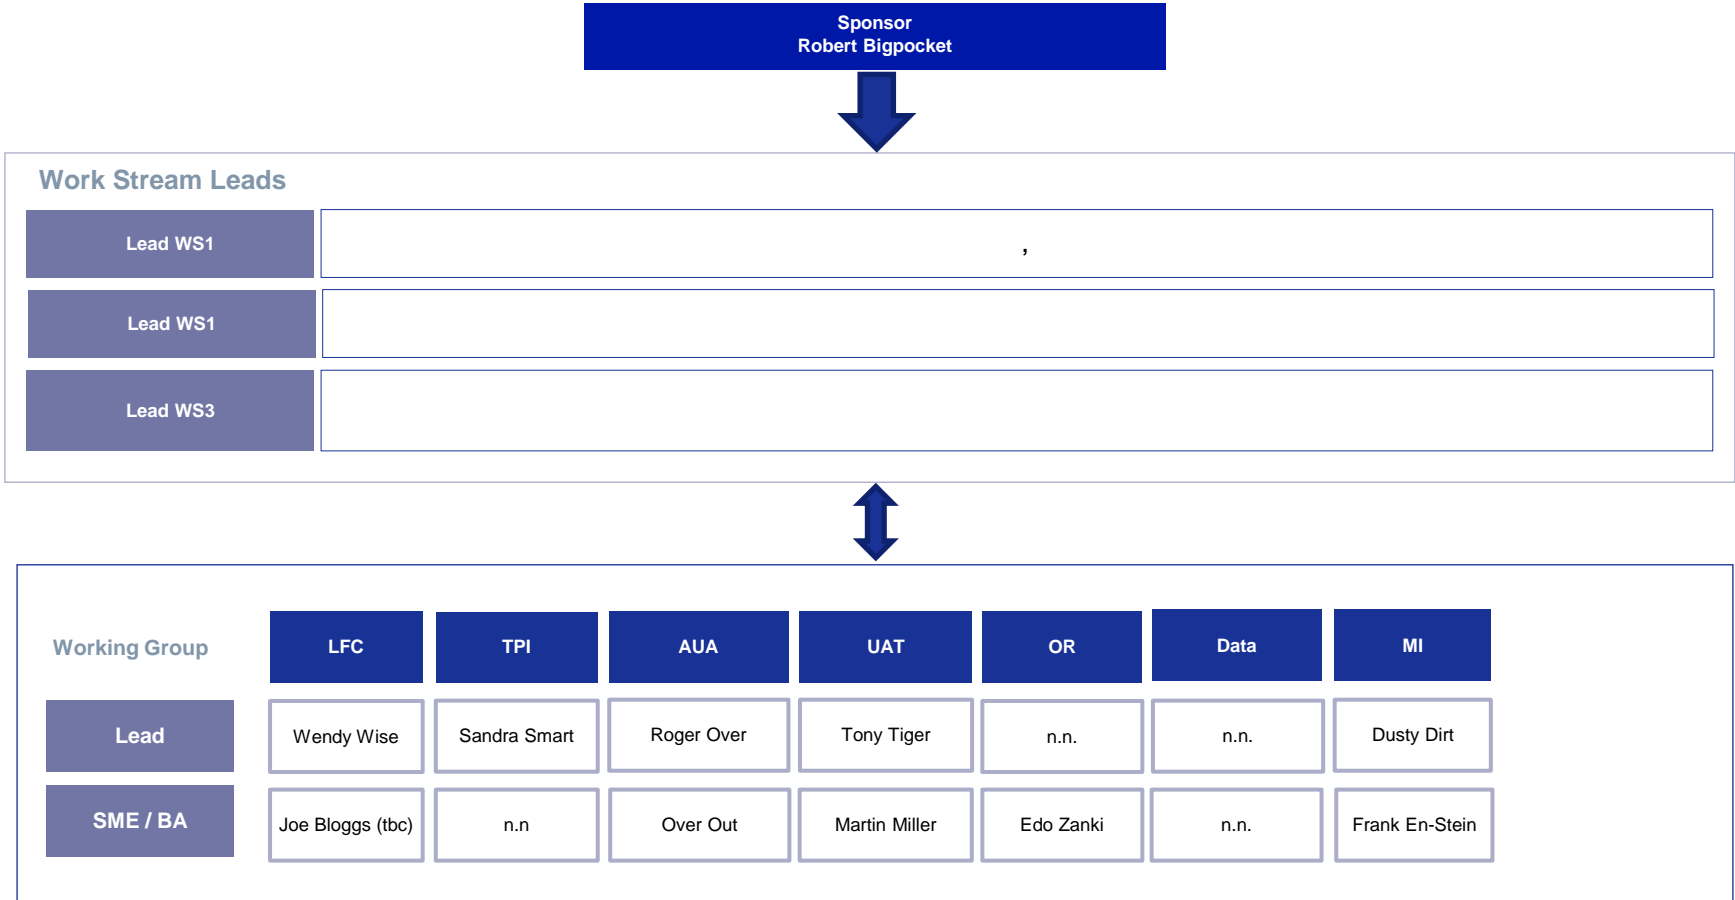 Sponsor
Robert Bigpocket
Work Stream Leads
Lead WS1
,
Lead WS1
Lead WS3
Working Group
LFC
TPI
AUA
UAT
OR
Data
MI
Lead
Wendy Wise
Sandra Smart
Roger Over
Tony Tiger
n.n.
n.n.
Dusty Dirt
SME / BA
Joe Bloggs (tbc)
n.n
Over Out
Martin Miller
Edo Zanki
n.n.
Frank En-Stein